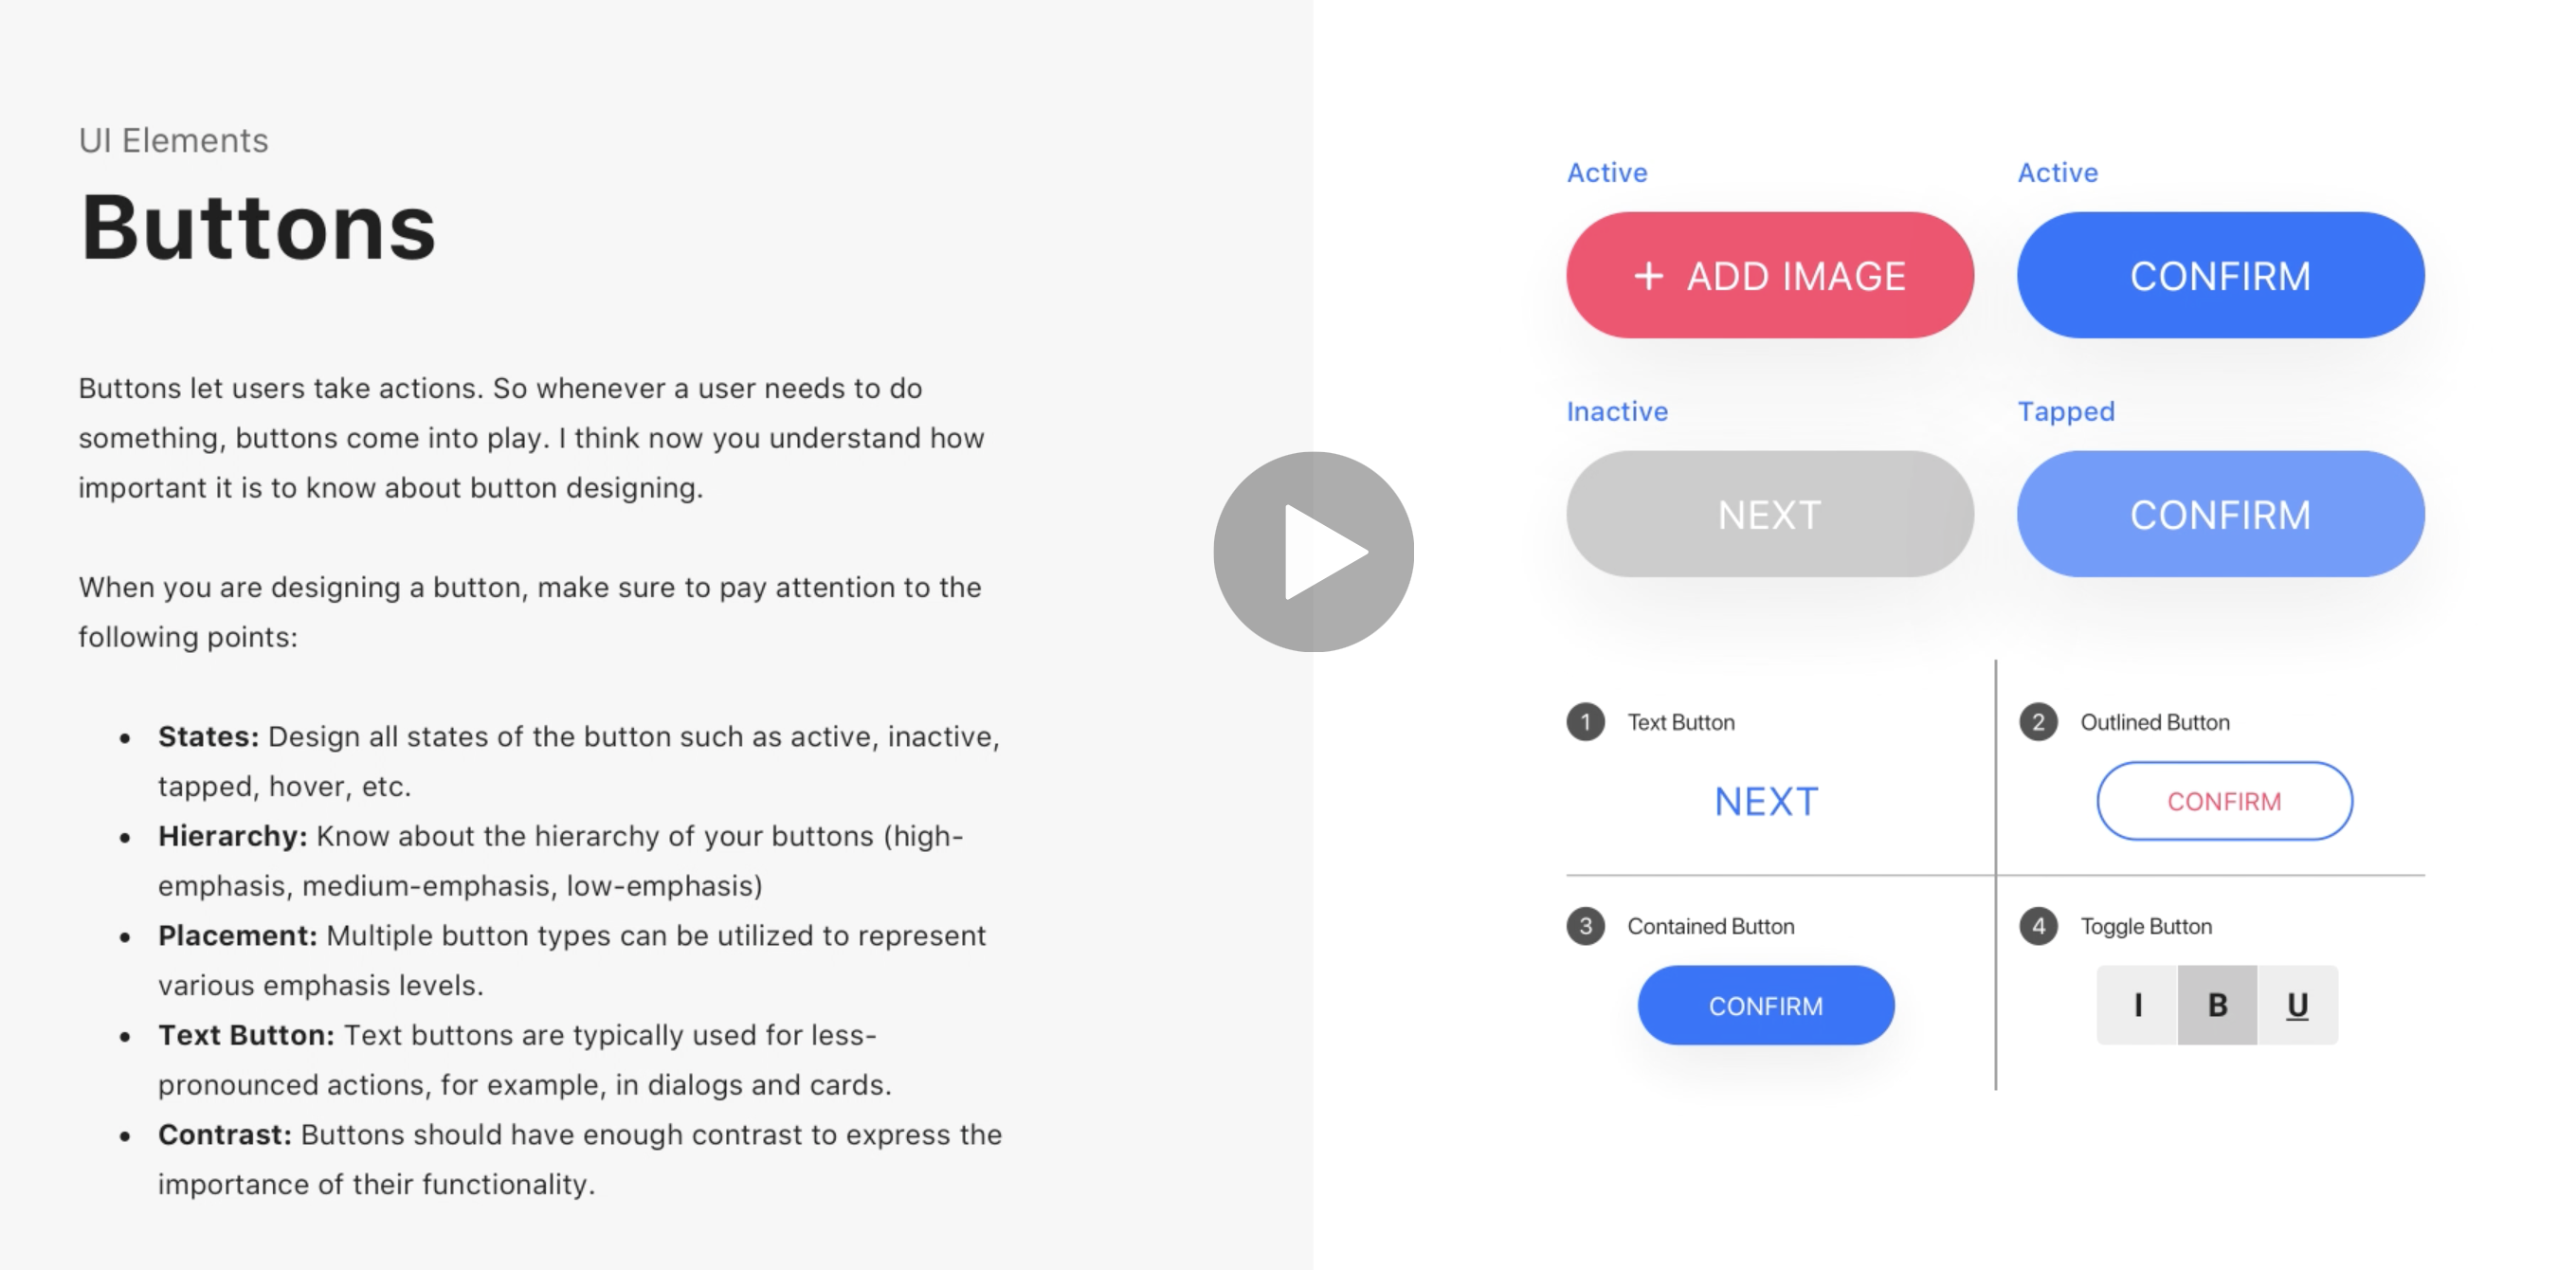 UI Elements
Buttons
Buttons let users take actions. So whenever a user needs to do
something, buttons come into play. I think now you understand how
important it is to know about button designing.
When you are designing a button, make sure to pay attention to the
following points:
• States: Design all states of the button such as active, inactive,
tapped, hover, etc.
• Hierarchy: Know about the hierarchy of your buttons (high-
emphasis, medium-emphasis, low-emphasis)
• Placement: Multiple button types can be utilized to represent
various emphasis levels.
• Text Button: Text buttons are typically used for less-
pronounced actions, for example, in dialogs and cards.
• Contrast: Buttons should have enough contrast to express the
importance of their functionality.
Active
+ ADD IMAGE
Active
CONFIRM
Inactive
NEXT
Tapped
CONFIRM
1 Text Button
NEXT
2 Outlined Button
CONFIRM
3 Contained Button
CONFIRM
4 Toggle Button
I B U